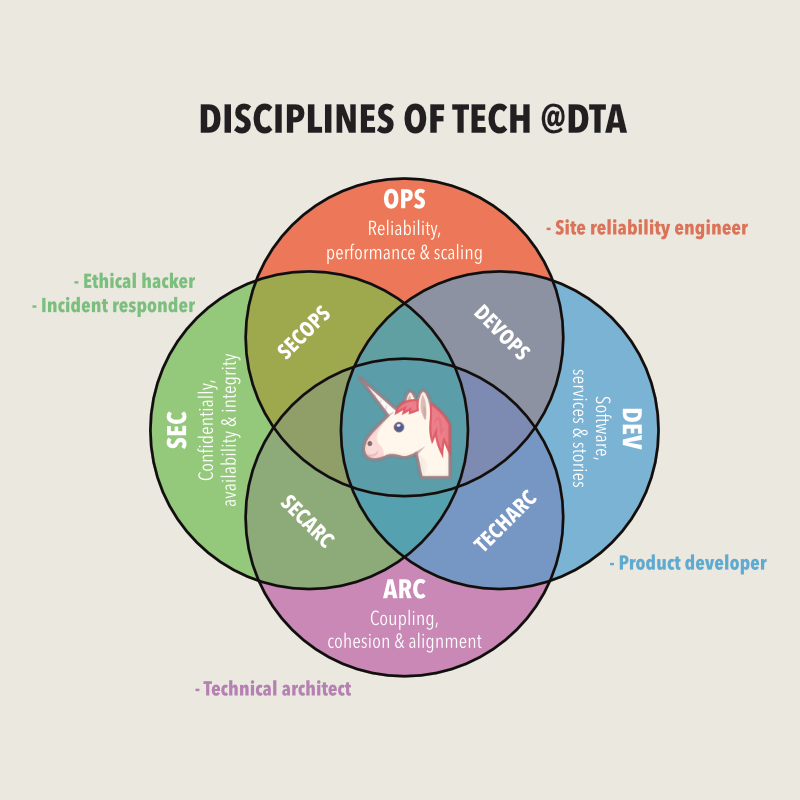 DISCIPLINES OF TECH @DTA
OPS
Reliability,
performance & scaling
- Site reliability engineer
- Ethical hacker
- Incident responder
SECOPS
DEVOPS
SEC
Confidentially,
availability & integrity
DEV
Software,
services & stories
SECARC
TECHARC
- Product developer
ARC
Coupling,
cohesion & alignment
- Technical architect